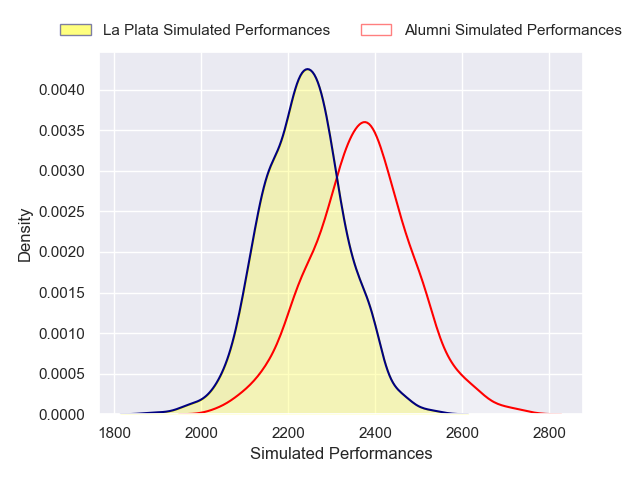 La Plata Simulated Performances
Alumni Simulated Performances
0.0040
0.0035
0.0030
0.0025
0.0020
0.0015
0.0010
0.0005
0.0000
Density
1800 2000 2200 2400 2600 2800
Simulated Performances